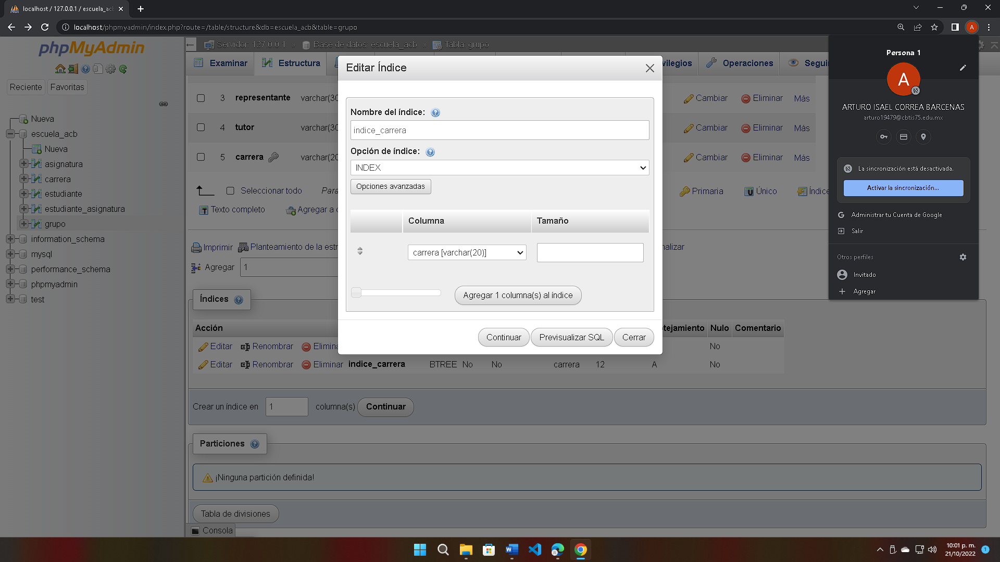 localhost / 127.0.0.1 / escuela_acb
localhost/phpmyadmin/index.php?route=/table/structure&db=escuela_acb&table=grupo
A
phpMyAdmin
Reciente
Favoritas
Nueva
escuela_acb
Nueva
asignatura
carrera
estudiante
estudiante_asignatura
grupo
information_schema
mysql
performance_schema
phpmyadmin
test
Servidor: 127.0.0.1 » Base de datos: escuela_acb » Tabla: grupo
Examinar
Estructura
Operaciones
3 representante varchar(30 Cambiar Eliminar Más
4 tutor varchar(30 Cambiar Eliminar Más
5 carrera varchar(20 Cambiar Eliminar Más
Seleccionar todo Para Primaria Único Índice
Texto completo Agregar a c
Imprimir Planteamiento de la estr
Agregar 1
Índices
Acción Nulo Comentario
Editar Renombrar Elimina No
Editar Renombrar Eliminar indice_carrera BTREE No No carrera 12 A No
Crear un índice en 1 columna(s) Continuar
Particiones
¡Ninguna partición definida!
Tabla de divisiones
Consola
Editar Índice
Nombre del índice:
indice_carrera
Opción de índice:
INDEX
Opciones avanzadas
Columna Tamaño
carrera [varchar(20)]
Agregar 1 columna(s) al índice
Continuar Previsualizar SQL Cerrar
Persona 1
A
ARTURO ISAEL CORREA BARCENAS
arturo19479@cbtis75.edu.mx
La sincronización está desactivada.
Activar la sincronización...
G Administrar tu Cuenta de Google
Salir
Otros perfiles
Invitado
Agregar
10:01 p. m.
21/10/2022
1